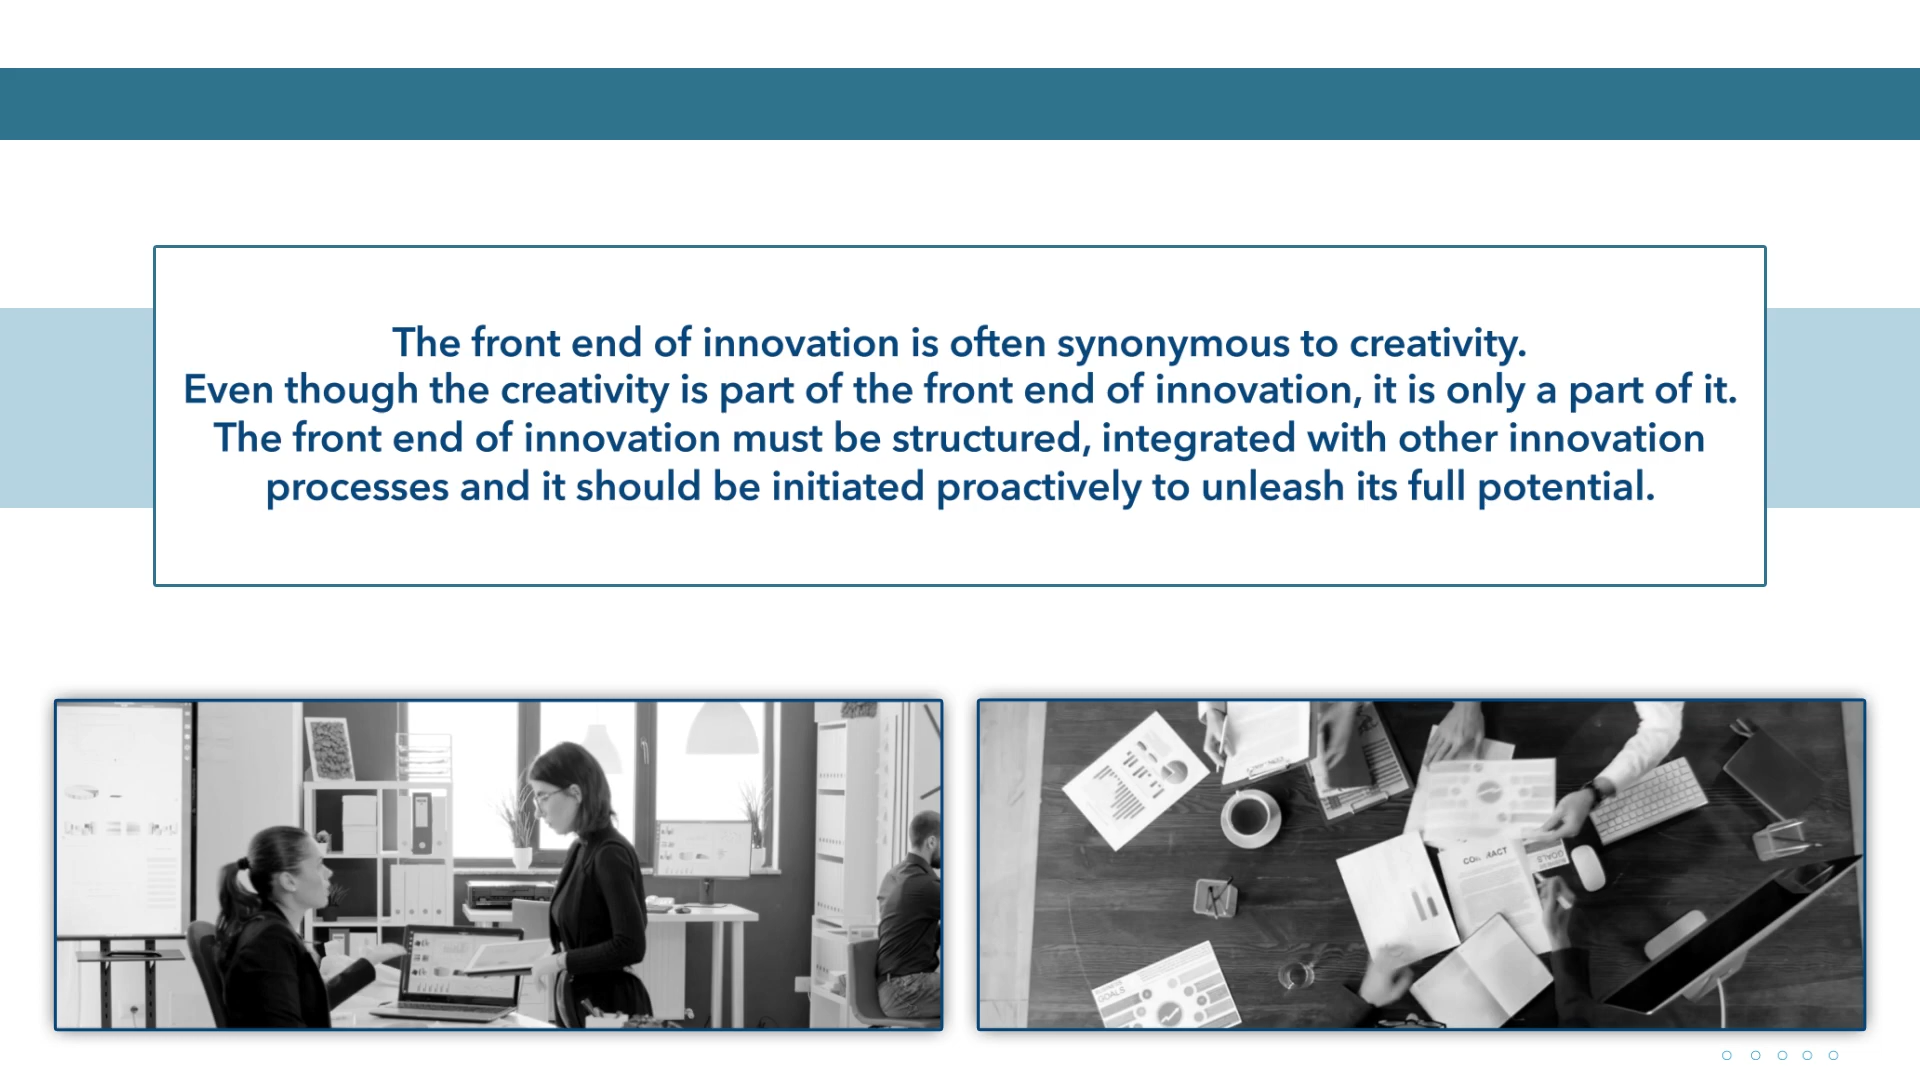 The front end of innovation is often synonymous to creativity.
Even though the creativity is part of the front end of innovation, it is only a part of it.
The front end of innovation must be structured, integrated with other innovation
processes and it should be initiated proactively to unleash its full potential.
BUSINESS
GOALS